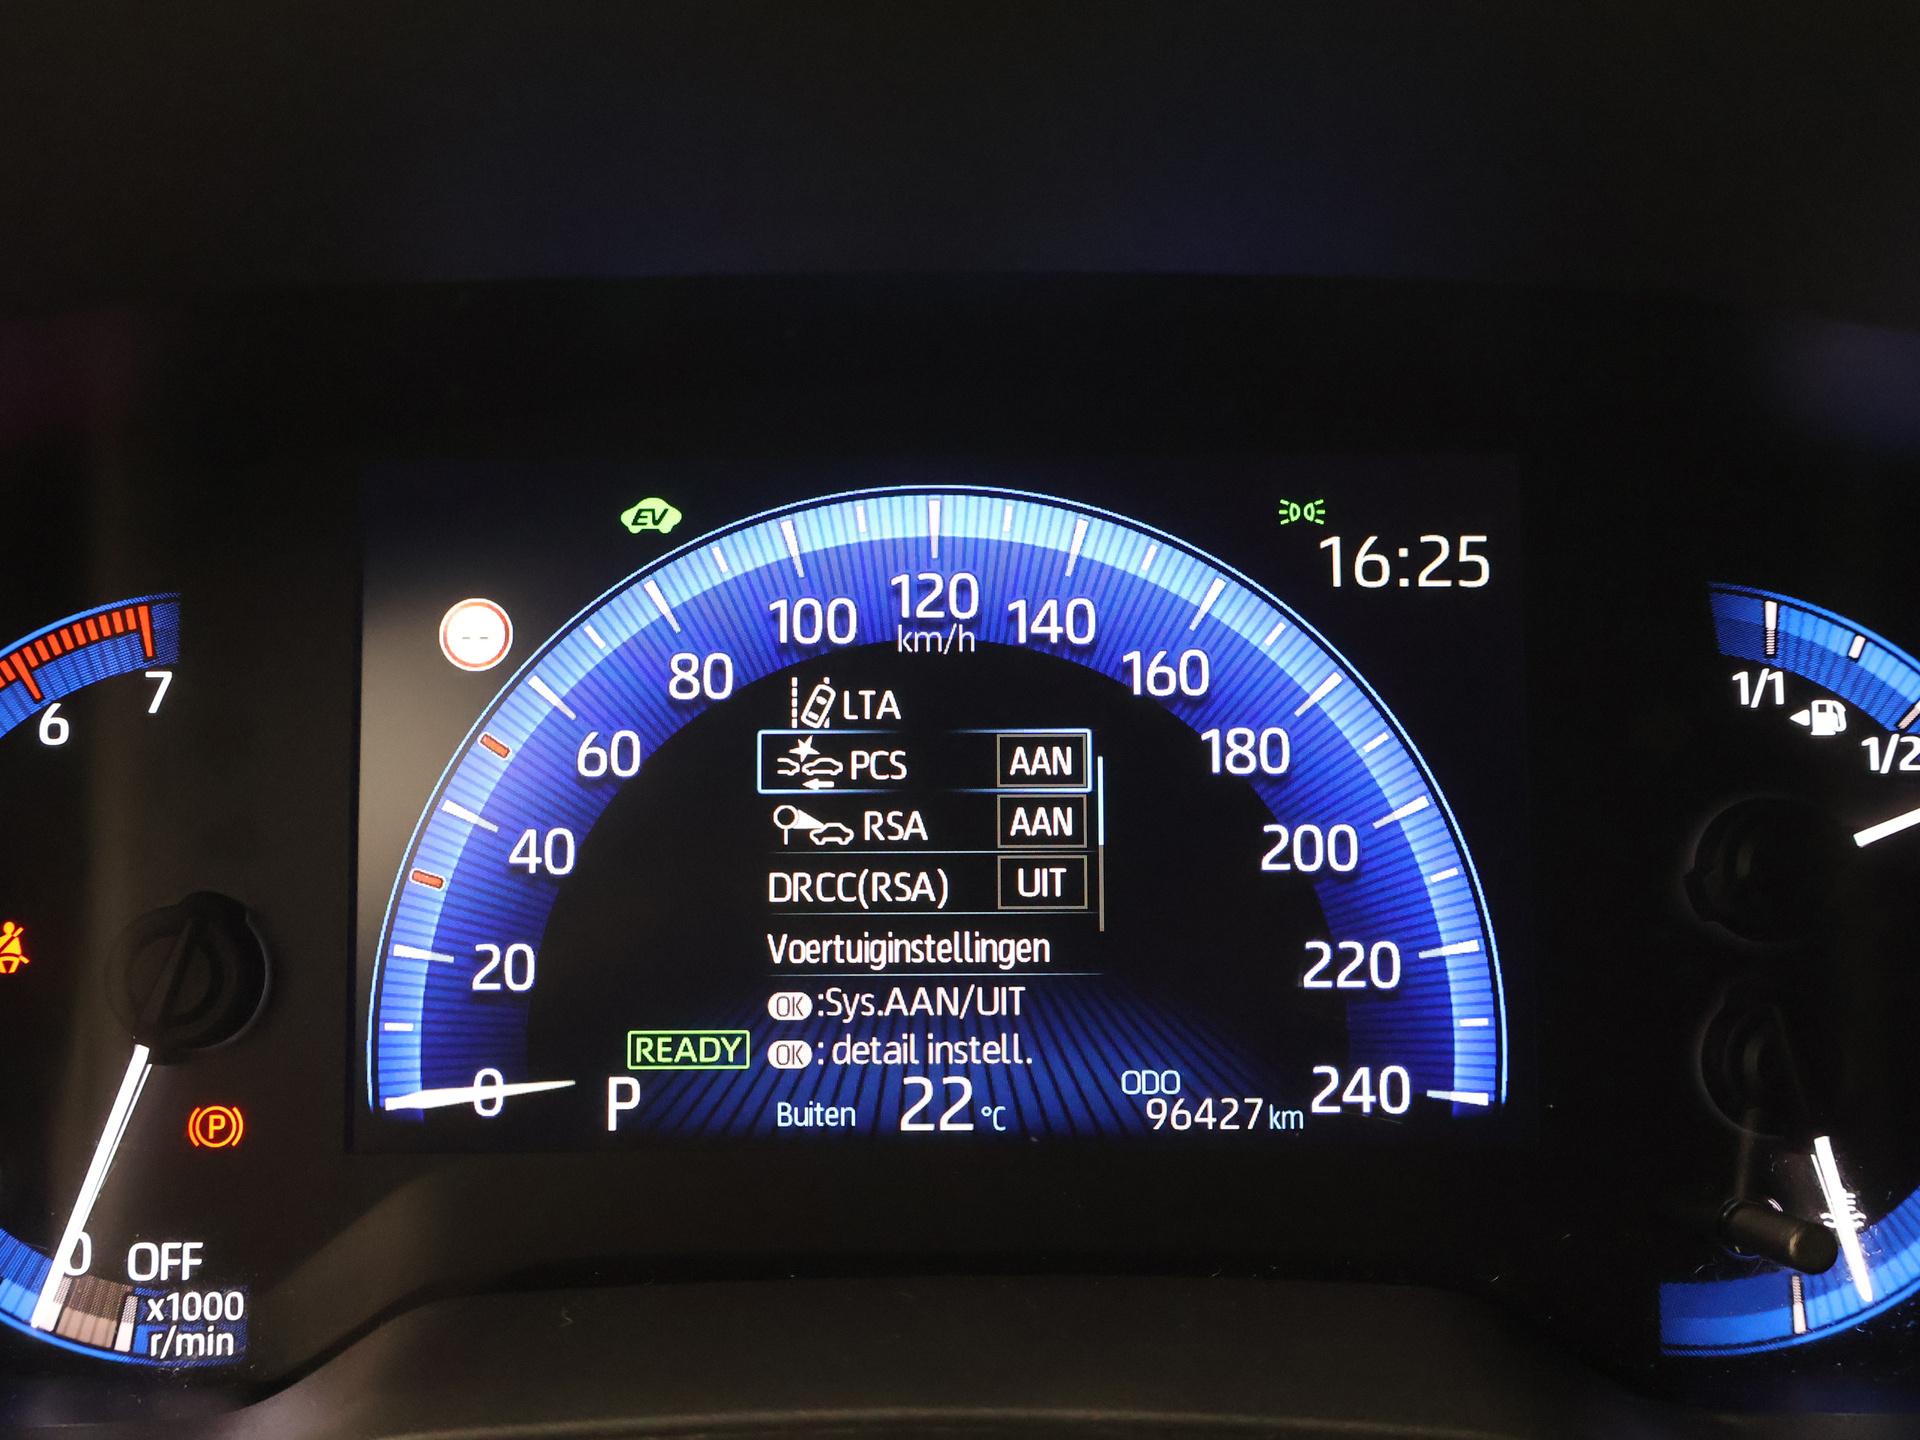 EV
16:25
--
120
km/h
100
140
80
160
60
180
40
200
20
220
0
240
6
7
1/1
1/2
LTA
PCS AAN
RSA AAN
DRCC(RSA) UIT
Voertuiginstellingen
OK :Sys.AAN/UIT
OK : detail instell.
READY
P
Buiten 22 °C
ODO
96427 km
P
0 OFF
x1000
r/min